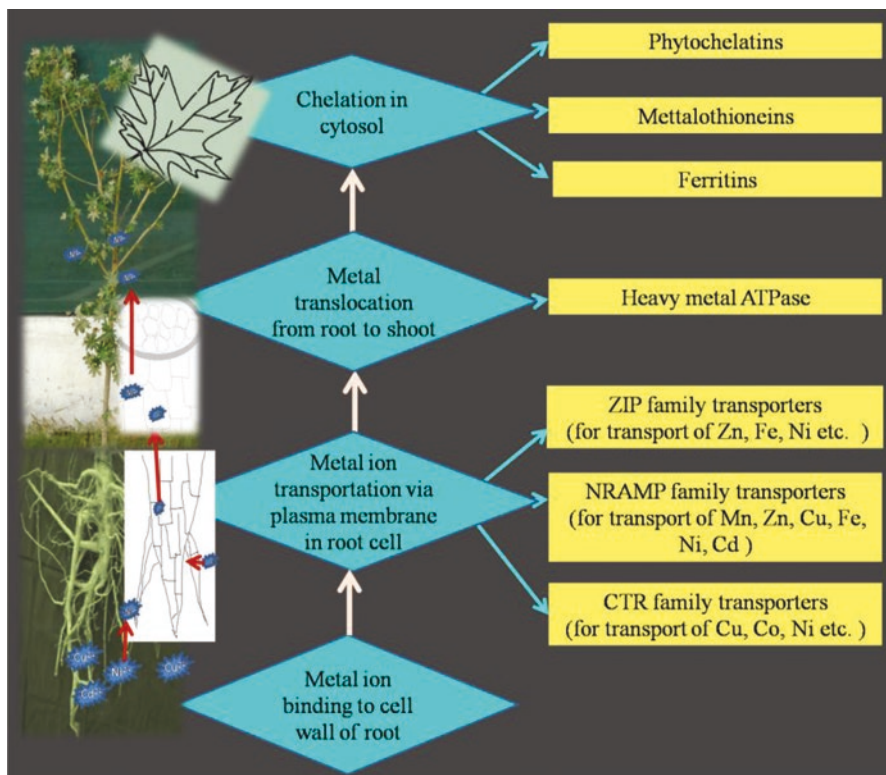 Chelation in
cytosol
Phytochelatins
Mettalothioneins
Ferritins
Metal
translocation
from root to shoot
Heavy metal ATPase
Metal ion
transportation via
plasma membrane
in root cell
ZIP family transporters
(for transport of Zn, Fe, Ni etc. )
NRAMP family transporters
(for transport of Mn, Zn, Cu, Fe,
Ni, Cd )
CTR family transporters
(for transport of Cu, Co, Ni etc. )
Metal ion
binding to cell
wall of root